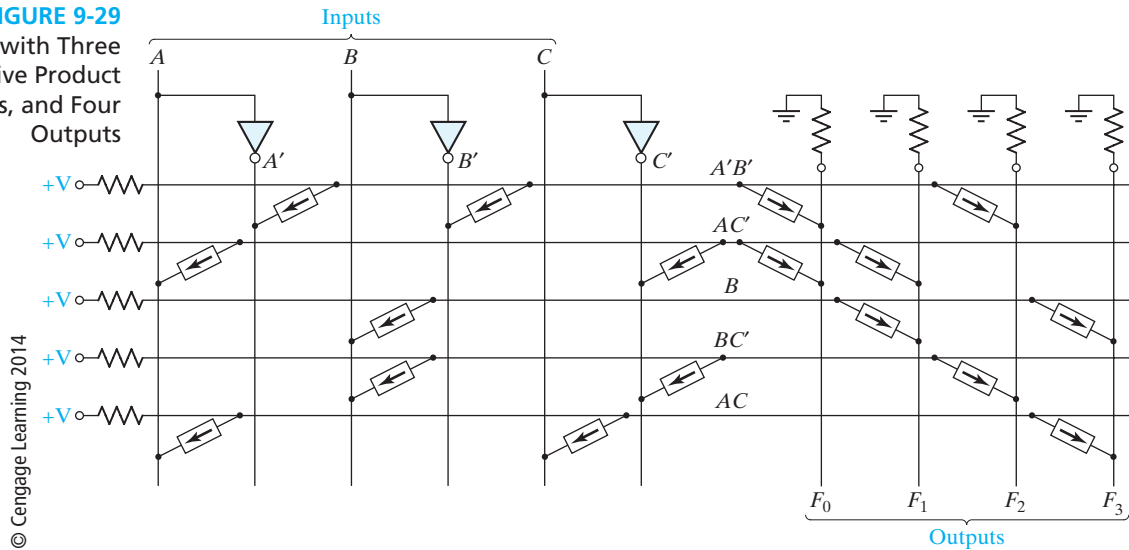 IGURE 9-29
with Three
ive Product
s, and Four
Outputs
Inputs
A B C
A' B' C'
+V A'B'
+V AC'
+V B
+V BC'
+V AC
F0 F1 F2 F3
Outputs
© Cengage Learning 2014